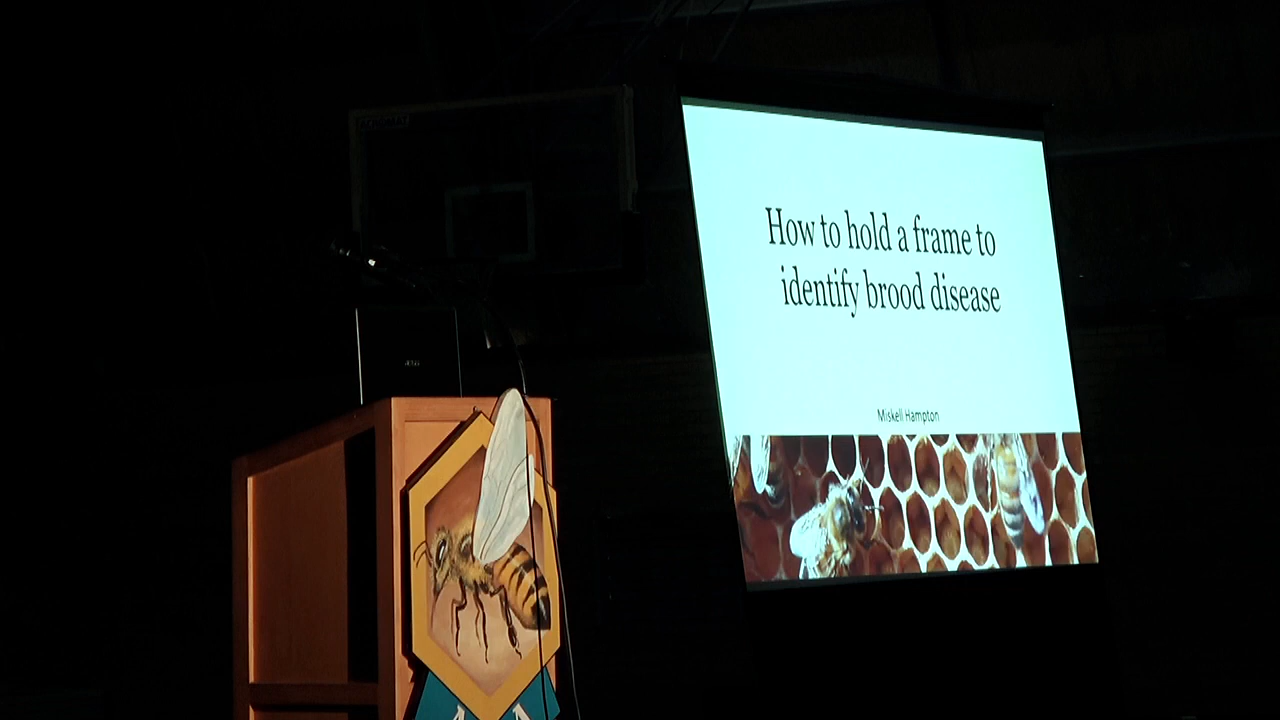 How to hold a frame to
identify brood disease
Miskell Hampton